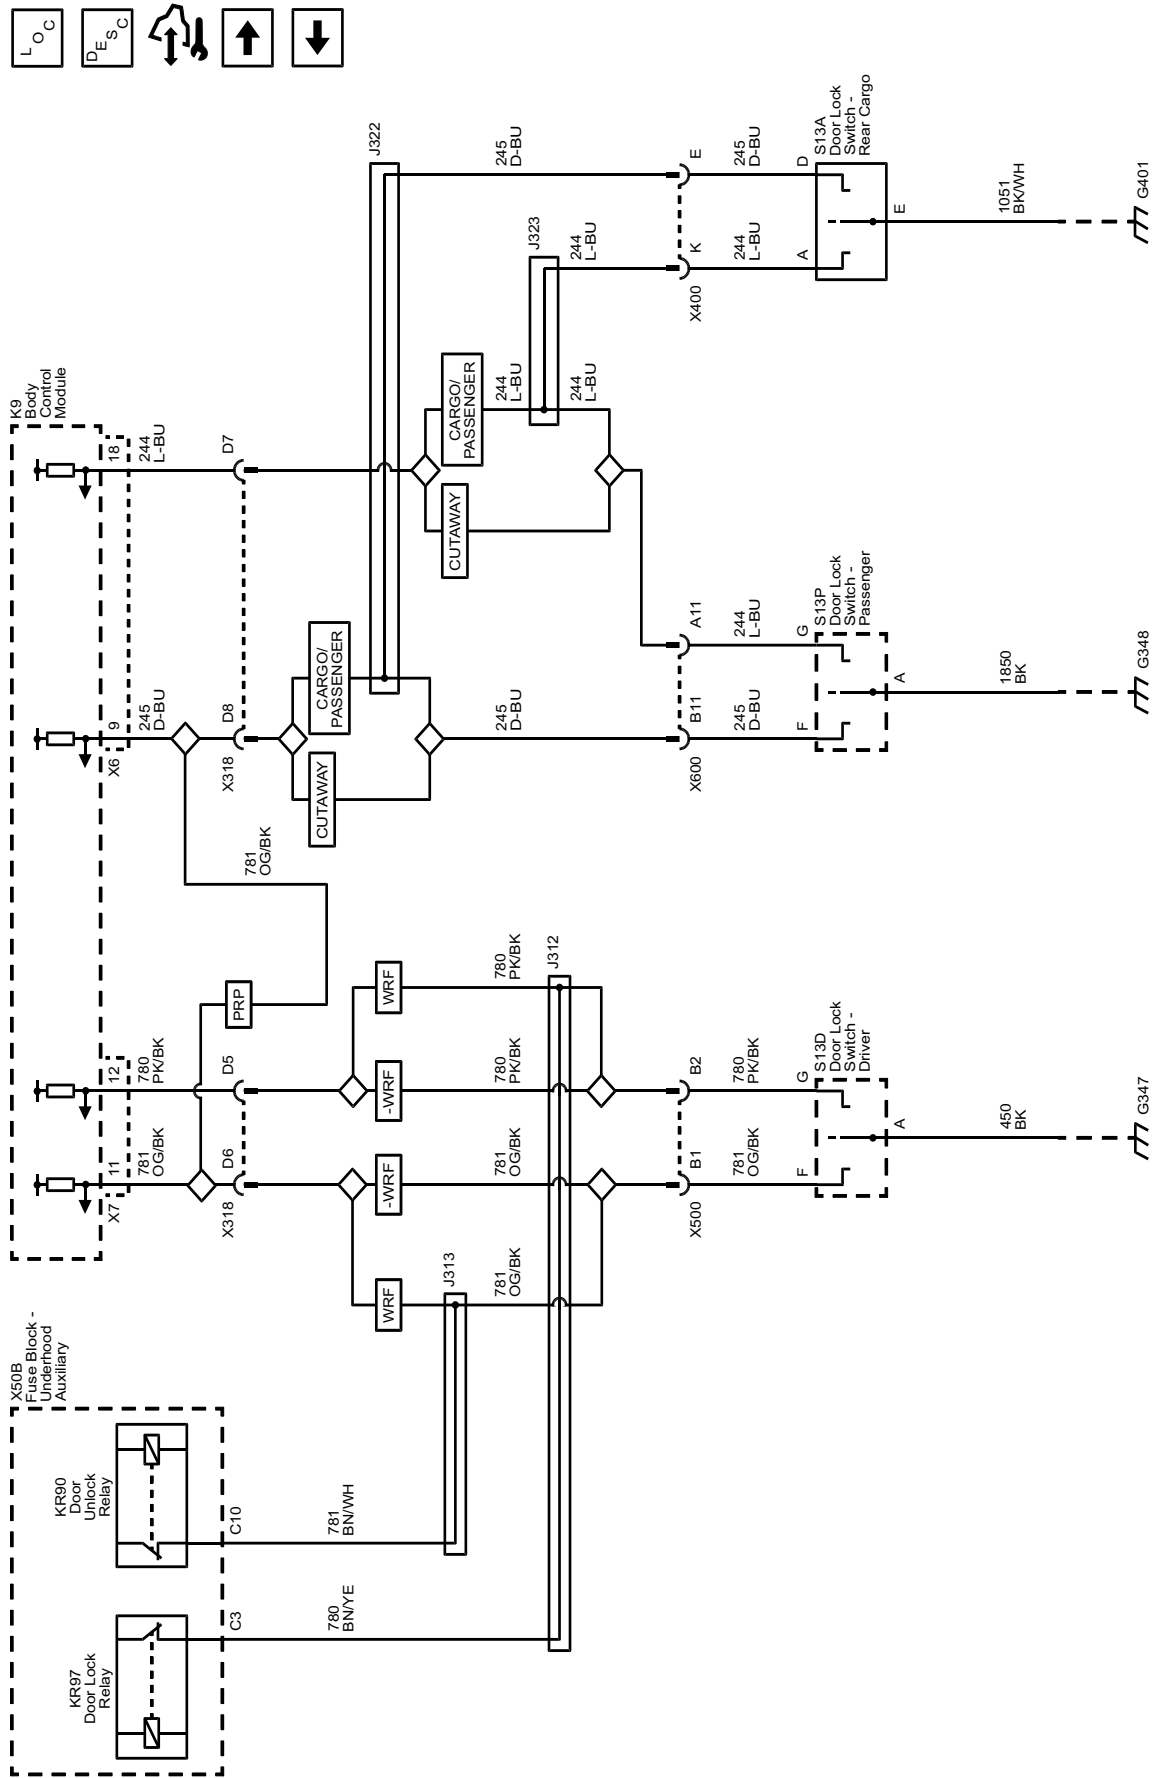 L O C
D E S C
K9
Body
Control
Module
X50B
Fuse Block -
Underhood
Auxiliary
KR97
Door Lock
Relay
KR90
Door
Unlock
Relay
C3
C10
780
BN/YE
781
BN/WH
X7
11
12
X6
9
18
781
OG/BK
780
PK/BK
245
D-BU
244
L-BU
X318
D6
D5
X318
D8
D7
PRP
781
OG/BK
WRF
-WRF
-WRF
WRF
CUTAWAY
CARGO/
PASSENGER
CUTAWAY
CARGO/
PASSENGER
J322
J313
J323
J312
781
OG/BK
781
OG/BK
780
PK/BK
780
PK/BK
245
D-BU
244
L-BU
244
L-BU
244
L-BU
245
D-BU
X500
B1
B2
X600
B11
A11
X400
K
E
781
OG/BK
780
PK/BK
245
D-BU
244
L-BU
244
L-BU
245
D-BU
F
G
F
G
A
D
S13D
Door Lock
Switch -
Driver
S13P
Door Lock
Switch -
Passenger
S13A
Door Lock
Switch -
Rear Cargo
A
A
E
450
BK
1850
BK
1051
BK/WH
G347
G348
G401